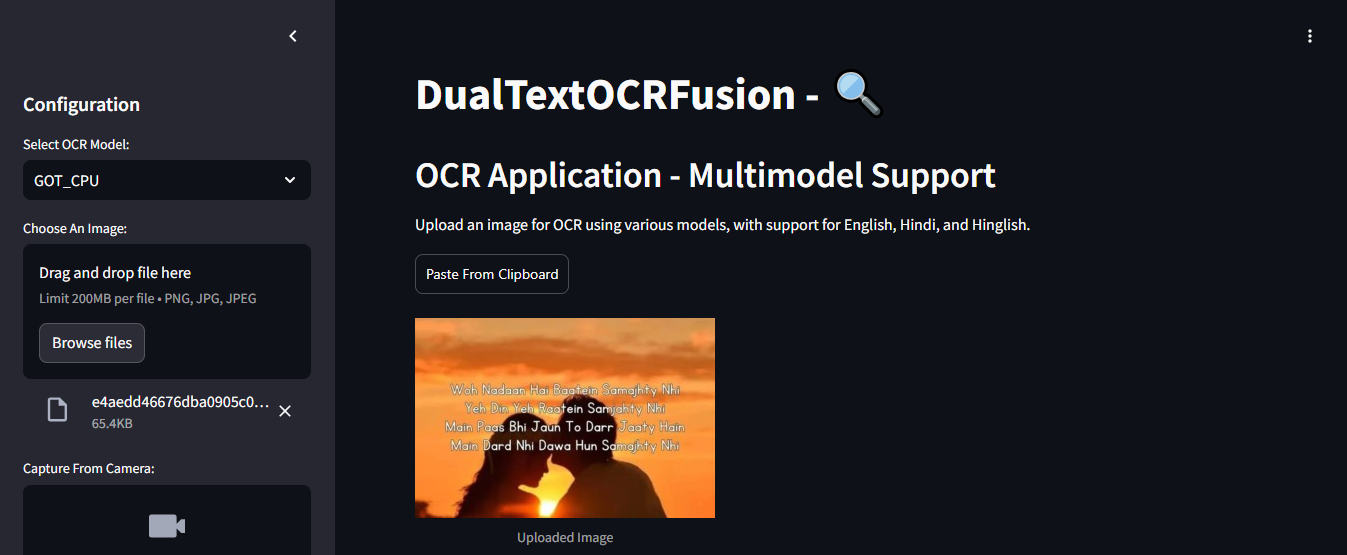 Configuration
Select OCR Model:
GOT_CPU
Choose An Image:
Drag and drop file here
Limit 200MB per file • PNG, JPG, JPEG
Browse files
e4aedd46676dba0905c0...
65.4KB
Capture From Camera:
DualTextOCRFusion -
OCR Application - Multimodel Support
Upload an image for OCR using various models, with support for English, Hindi, and Hinglish.
Paste From Clipboard
Woh Nadaan Hai Baatein Samajhty Nhi
Yeh Din Yeh Raatein Samjahty Nhi
Main Paas Bhi Jaun To Darr Jaaty Hain
Main Dard Nhi Dawa Hun Samajhty Nhi
Uploaded Image